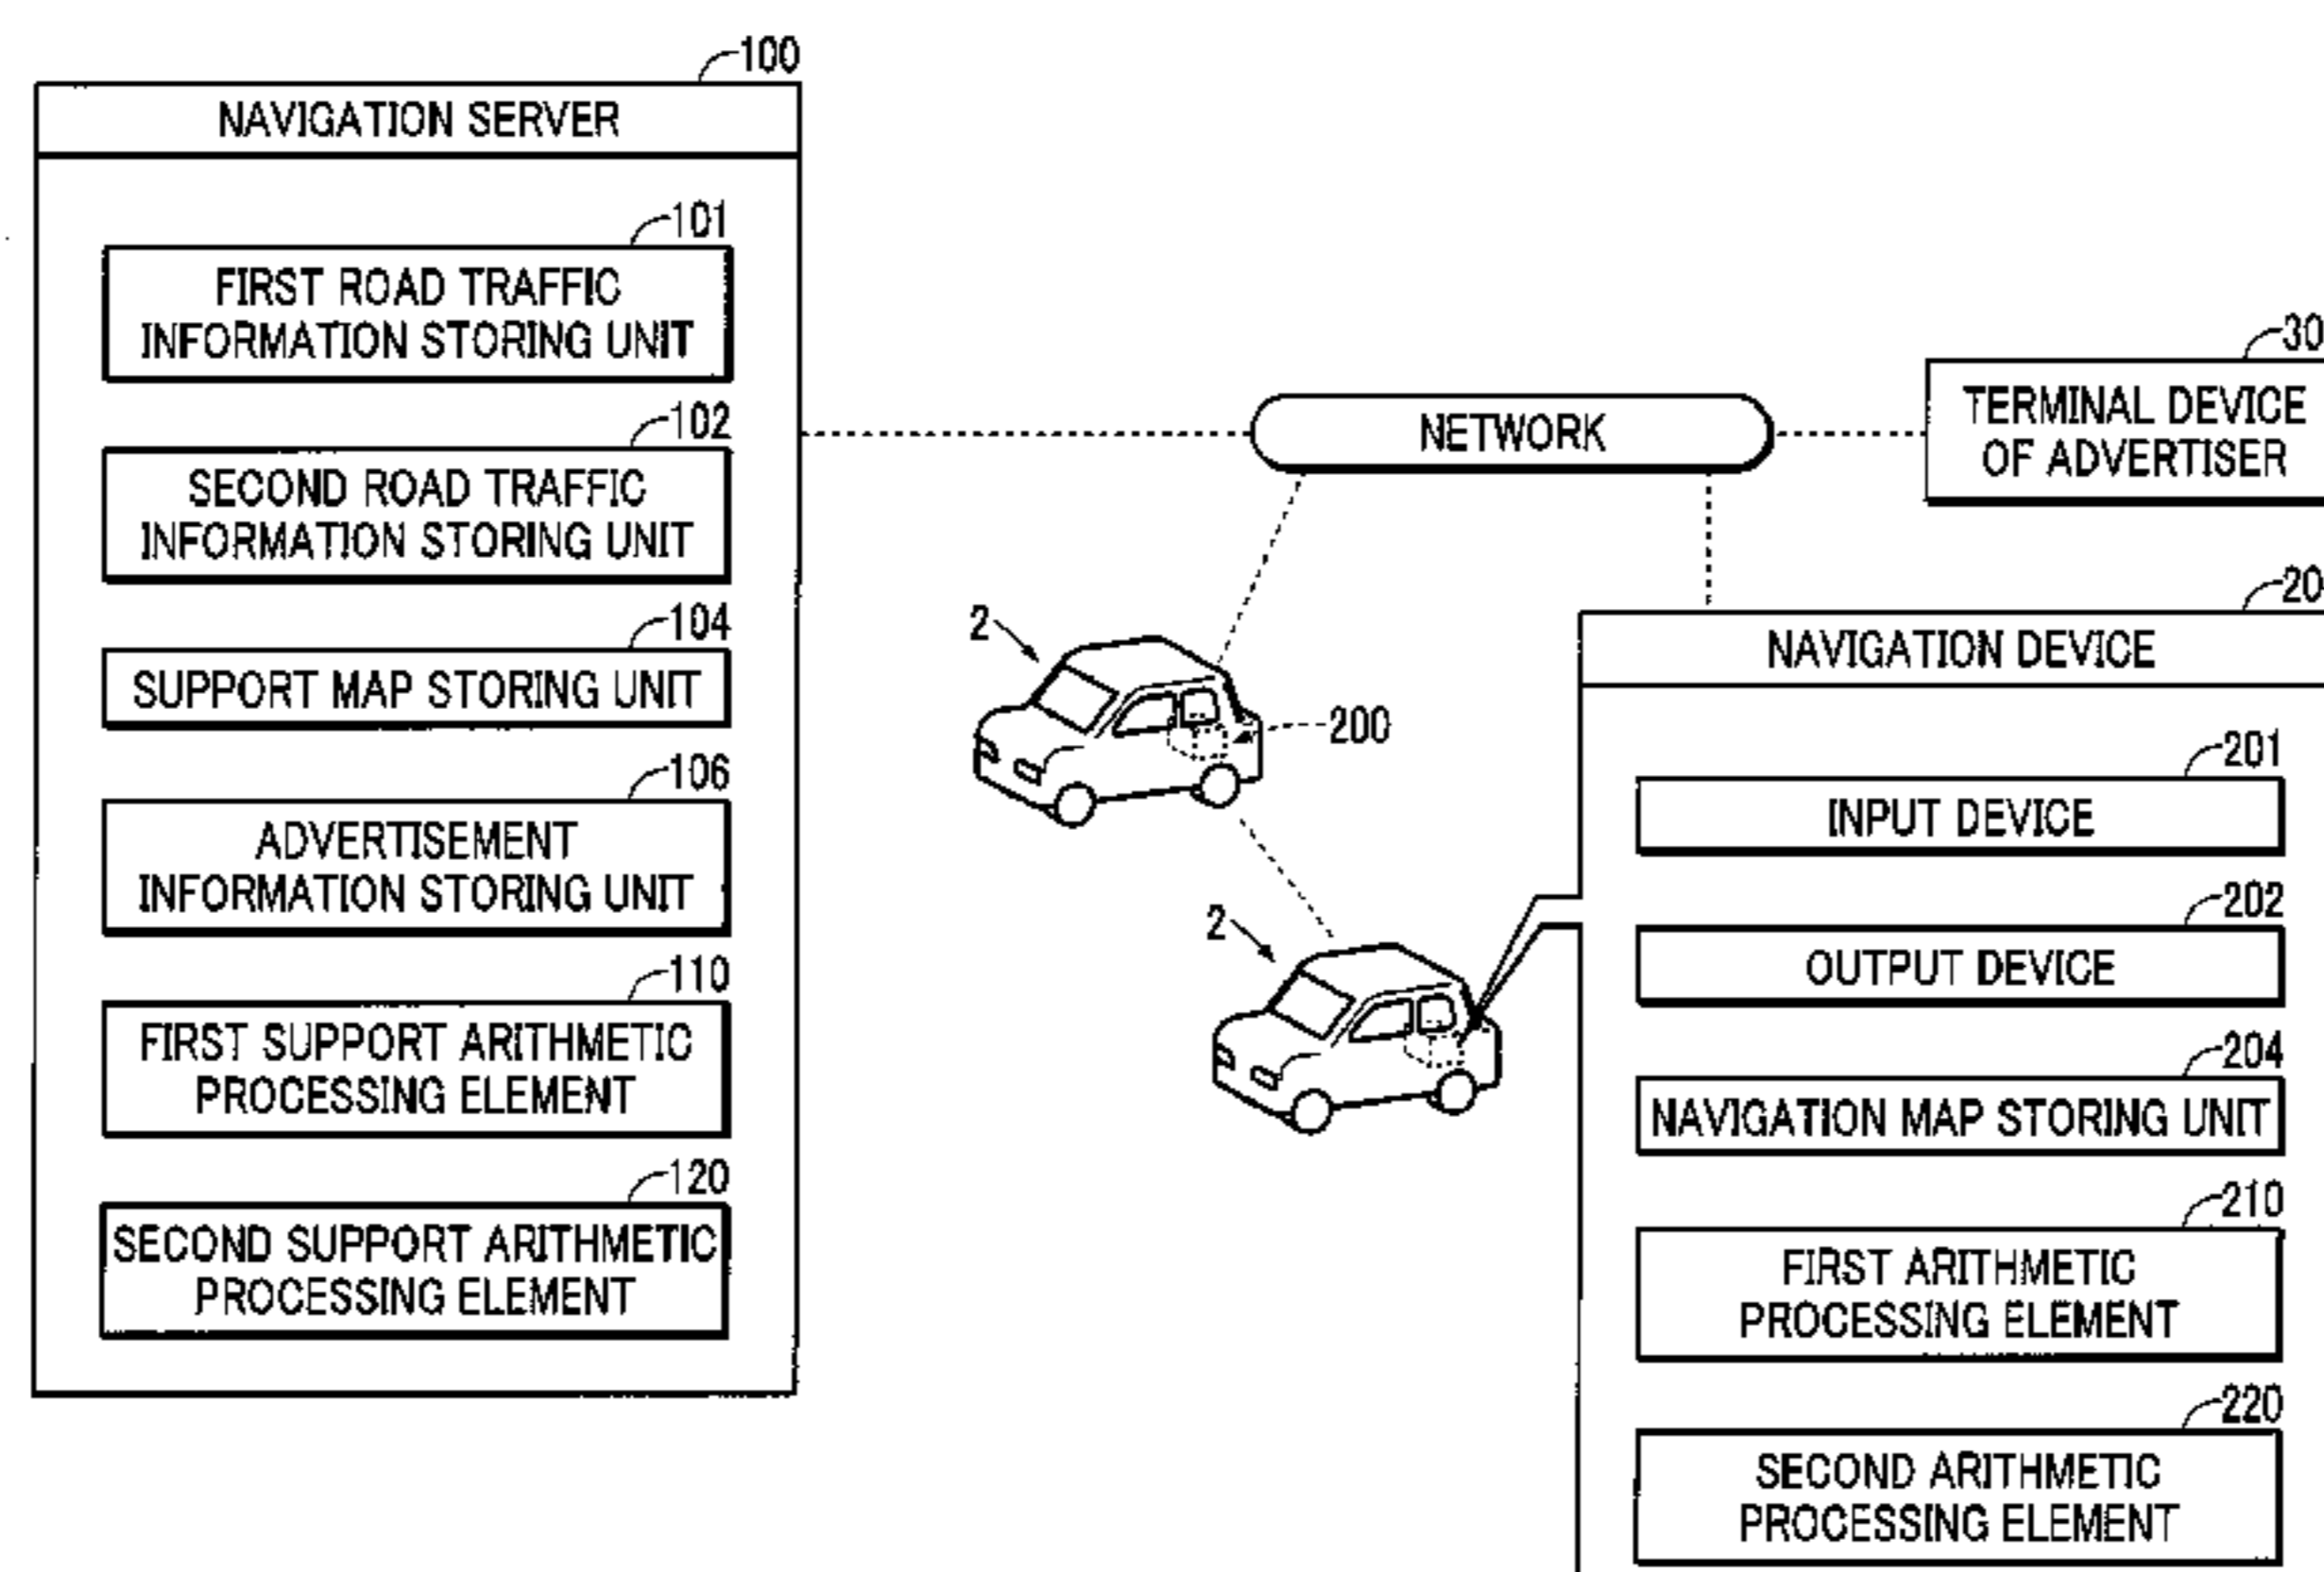 100
NAVIGATION SERVER
101
FIRST ROAD TRAFFIC
INFORMATION STORING UNIT
102
SECOND ROAD TRAFFIC
INFORMATION STORING UNIT
104
SUPPORT MAP STORING UNIT
106
ADVERTISEMENT
INFORMATION STORING UNIT
110
FIRST SUPPORT ARITHMETIC
PROCESSING ELEMENT
120
SECOND SUPPORT ARITHMETIC
PROCESSING ELEMENT
NETWORK
30
TERMINAL DEVICE
OF ADVERTISER
2
200
2
20
NAVIGATION DEVICE
201
INPUT DEVICE
202
OUTPUT DEVICE
204
NAVIGATION MAP STORING UNIT
210
FIRST ARITHMETIC
PROCESSING ELEMENT
220
SECOND ARITHMETIC
PROCESSING ELEMENT